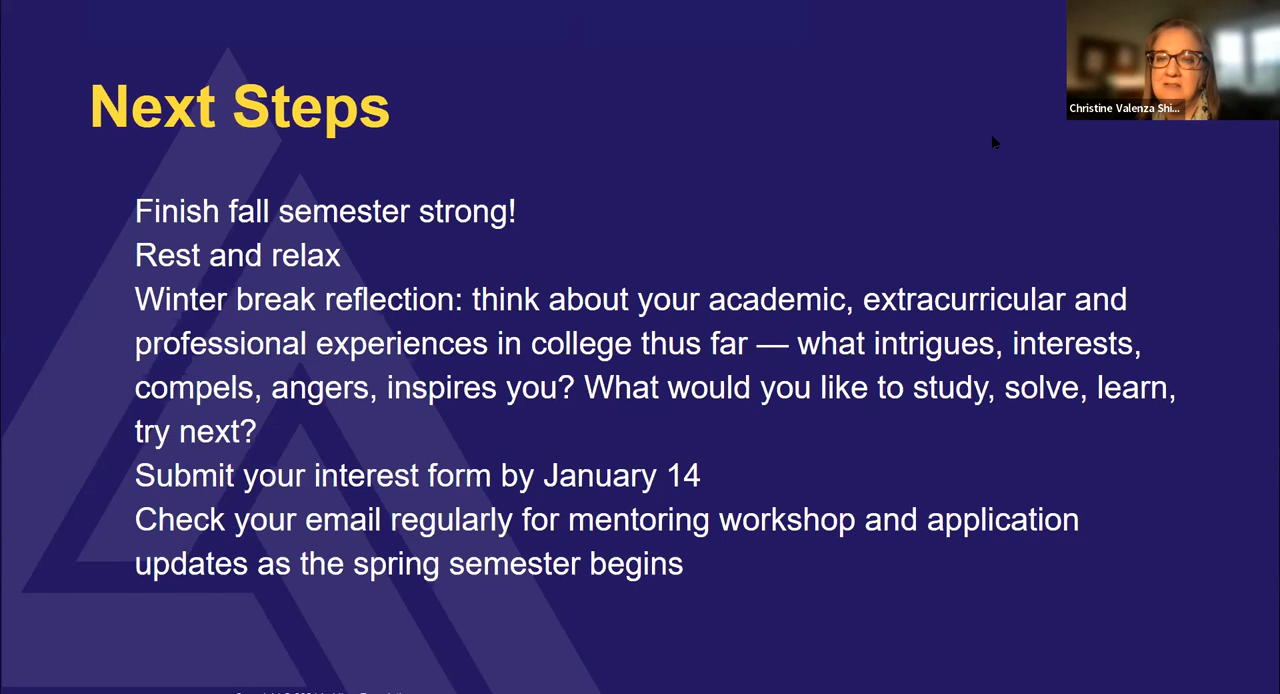 Next Steps
Christine Valenza Shi...
Finish fall semester strong!
Rest and relax
Winter break reflection: think about your academic, extracurricular and
professional experiences in college thus far — what intrigues, interests,
compels, angers, inspires you? What would you like to study, solve, learn,
try next?
Submit your interest form by January 14
Check your email regularly for mentoring workshop and application
updates as the spring semester begins